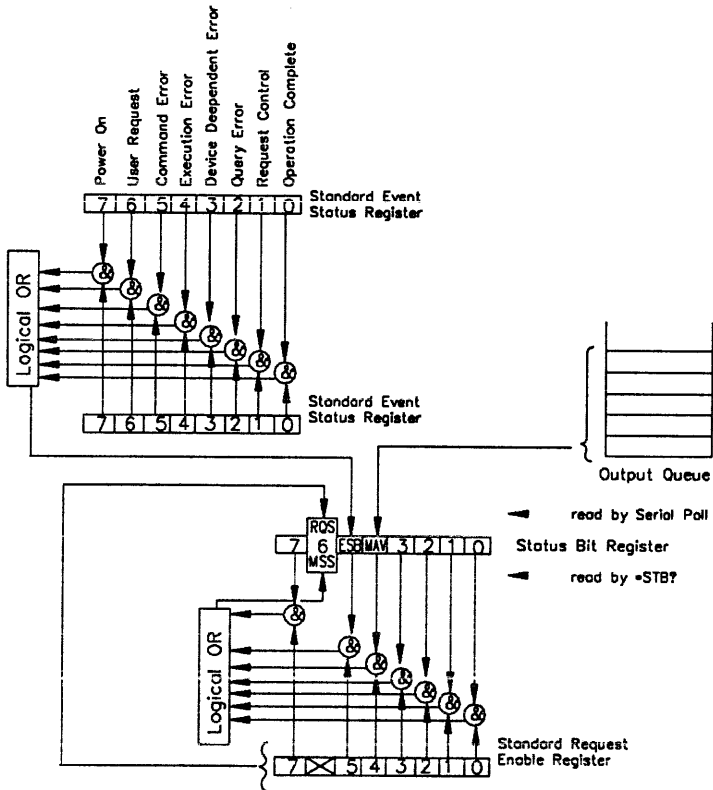 Power On
User Request
Command Error
Execution Error
Device Deependent Error
Query Error
Request Control
Operation Complete
7 6 5 4 3 2 1 0
Standard Event
Status Register
& & & & & & & &
Logical OR
7 6 5 4 3 2 1 0
Standard Event
Status Register
Output Queue
read by Serial Poll
7 RQS 6 MSS ESB MAV 3 2 1 0
Status Bit Register
read by *STB?
& & & & & & &
Logical OR
Standard Request
Enable Register
7 5 4 3 2 1 0